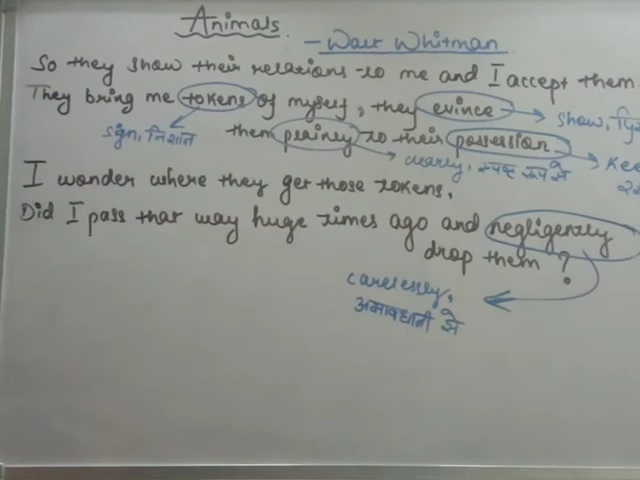 Animals.
- Walt Whitman
So they show their relations to me and I accept them
They bring me tokens of myself, they evince → show,
sign, निशान them plainly to their possession
clearly, स्पष्ट रूप से
I wonder where they get those tokens,
Did I pass that way huge times ago and negligently
drop them ?
carelessly,
असावधानी से